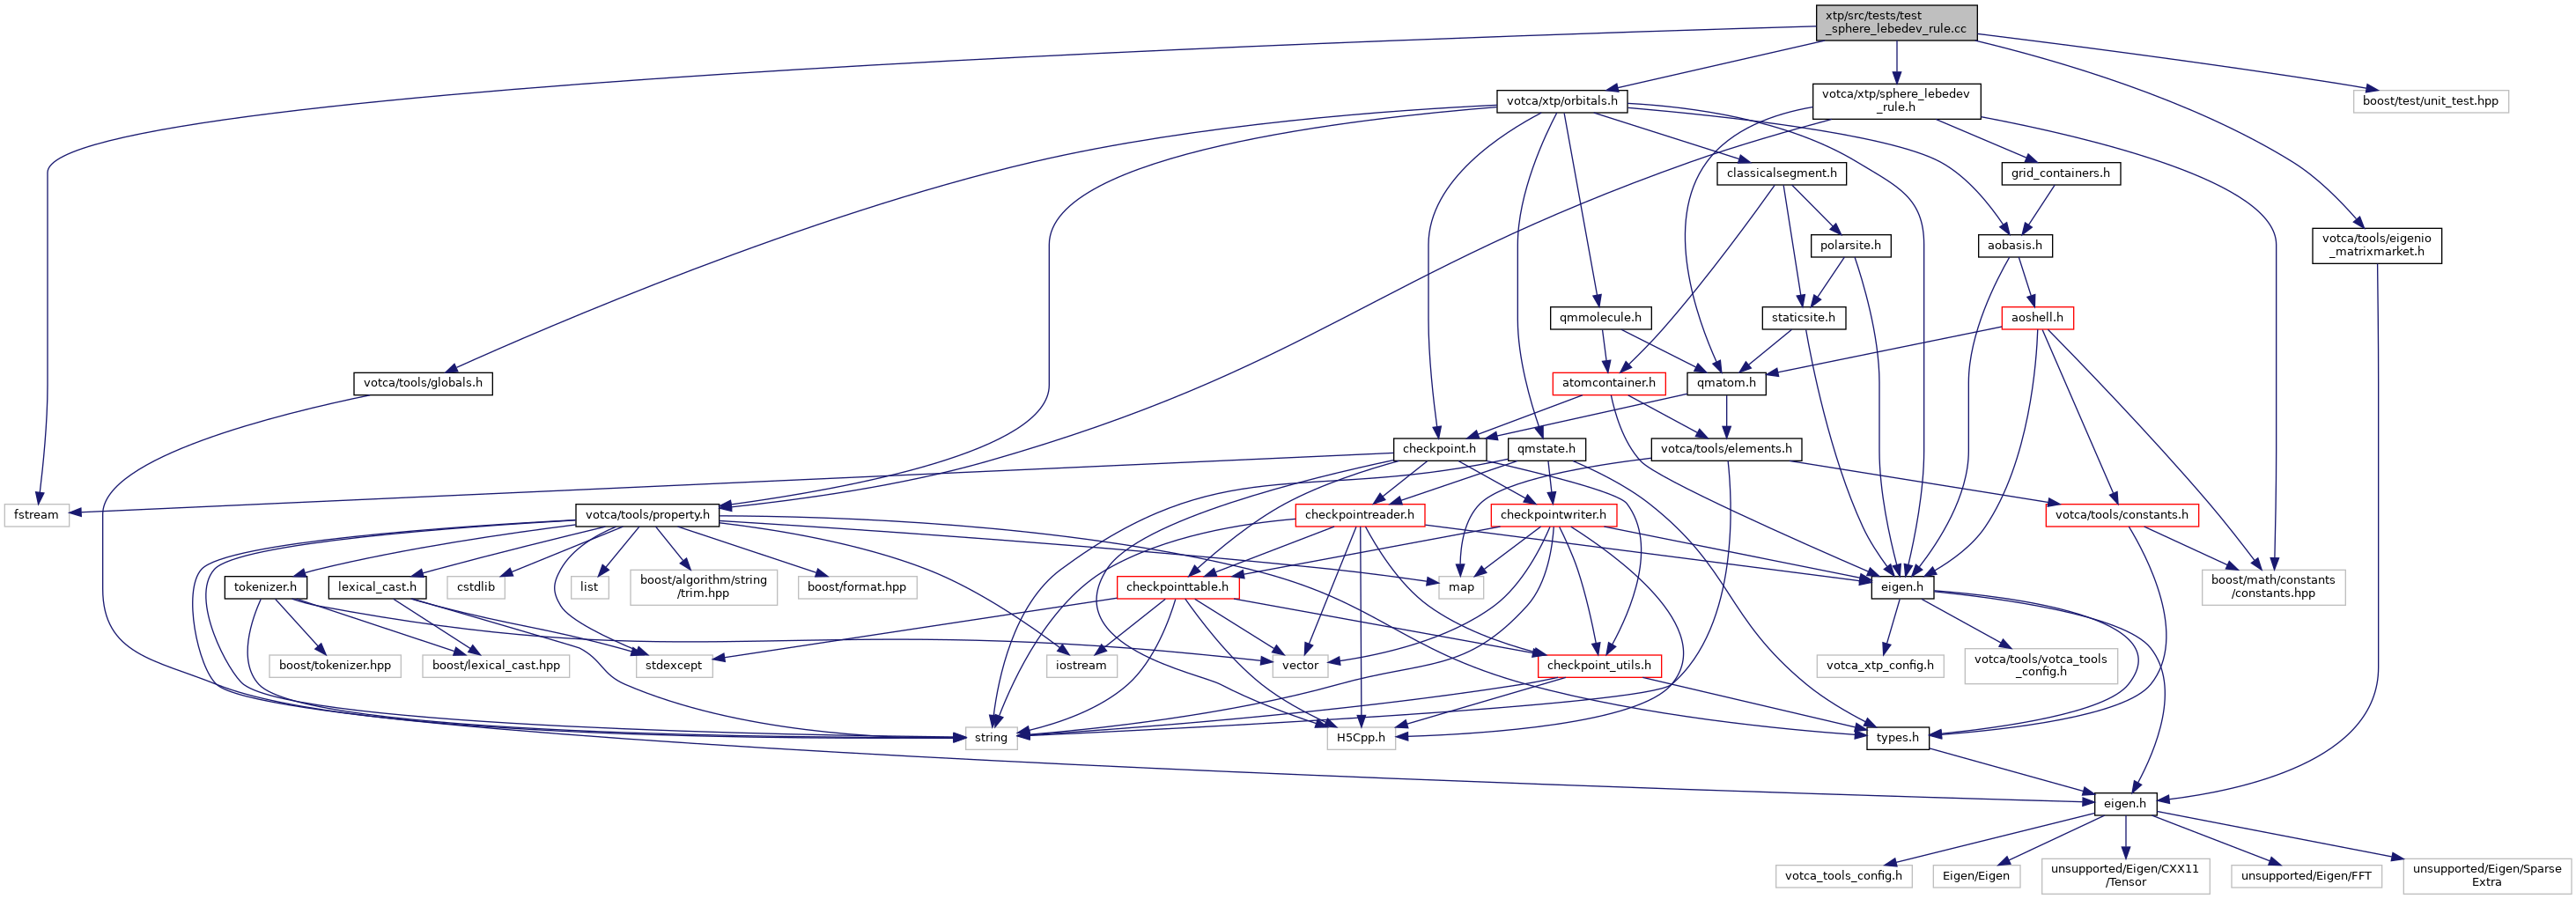 xtp/src/tests/test
_sphere_lebedev_rule.cc
votca/xtp/orbitals.h
votca/xtp/sphere_lebedev
_rule.h
boost/test/unit_test.hpp
classicalsegment.h
grid_containers.h
polarsite.h
aobasis.h
votca/tools/eigenio
_matrixmarket.h
qmmolecule.h
staticsite.h
aoshell.h
votca/tools/globals.h
atomcontainer.h
qmatom.h
checkpoint.h
qmstate.h
votca/tools/elements.h
fstream
votca/tools/property.h
checkpointreader.h
checkpointwriter.h
votca/tools/constants.h
tokenizer.h
lexical_cast.h
cstdlib
list
boost/algorithm/string
/trim.hpp
boost/format.hpp
checkpointtable.h
map
eigen.h
boost/math/constants
/constants.hpp
boost/tokenizer.hpp
boost/lexical_cast.hpp
stdexcept
iostream
vector
checkpoint_utils.h
votca_xtp_config.h
votca/tools/votca_tools
_config.h
string
H5Cpp.h
types.h
eigen.h
votca_tools_config.h
Eigen/Eigen
unsupported/Eigen/CXX11
/Tensor
unsupported/Eigen/FFT
unsupported/Eigen/Sparse
Extra